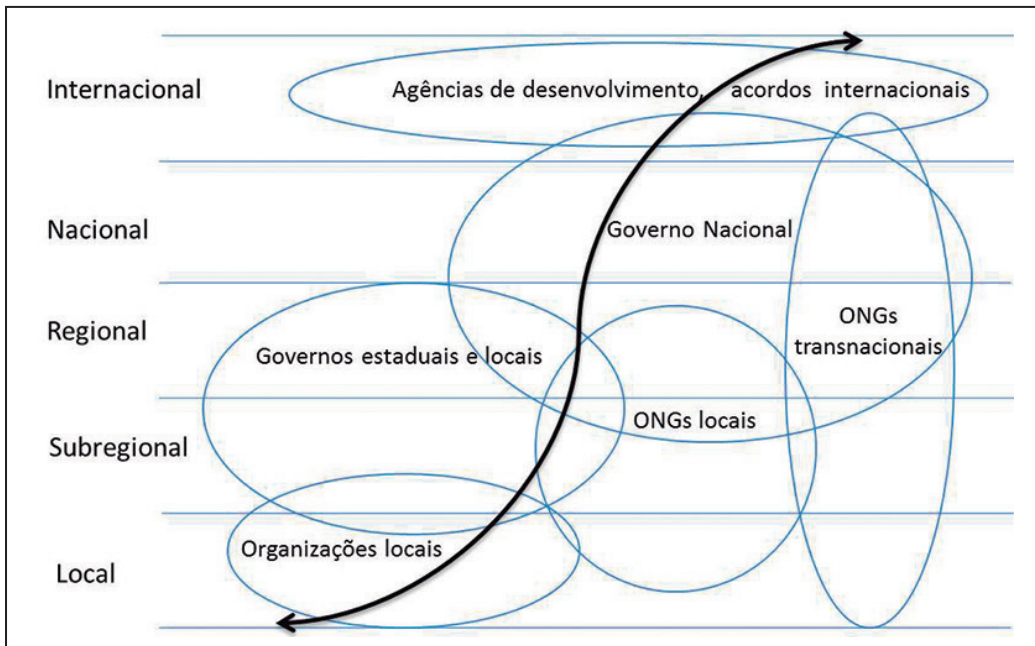 Internacional
Agências de desenvolvimento, acordos internacionais
Nacional
Governo Nacional
Regional
Governos estaduais e locais
ONGs
transnacionais
Subregional
ONGs locais
Organizações locais
Local